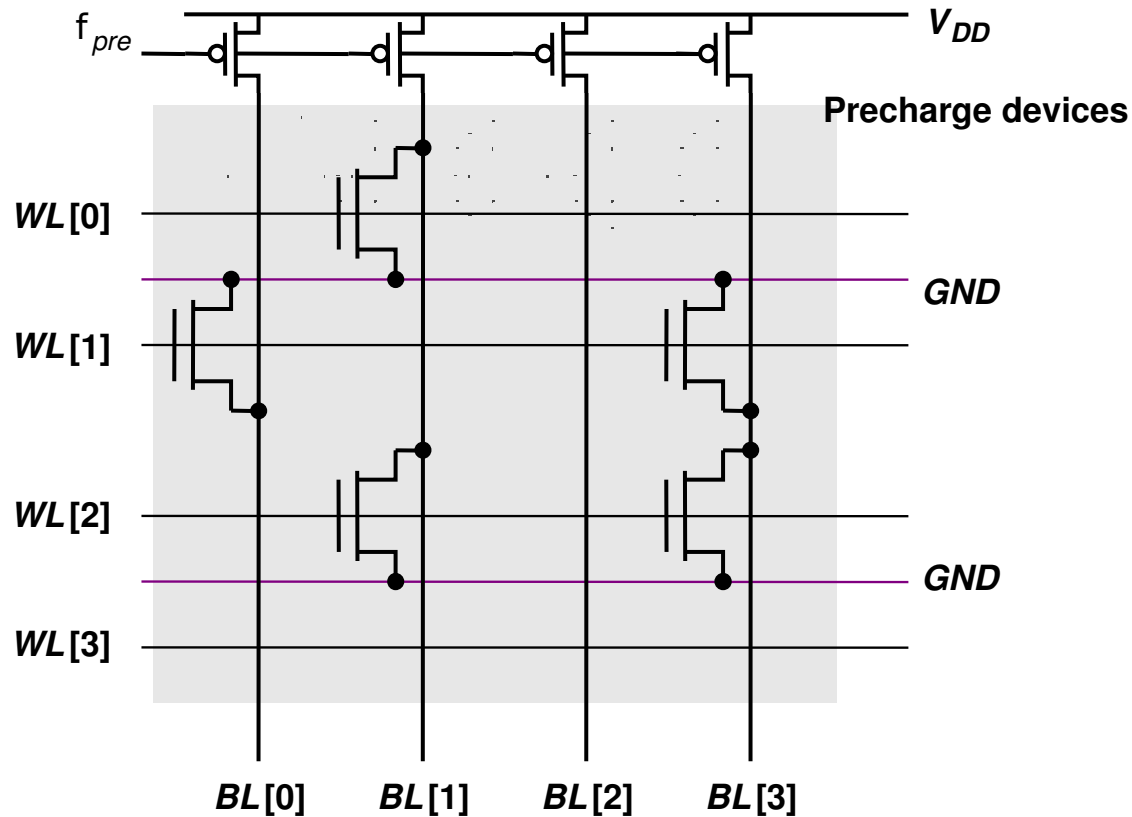 f pre
V DD
Precharge devices
WL[0]
GND
WL[1]
WL[2]
GND
WL[3]
BL[0] BL[1] BL[2] BL[3]